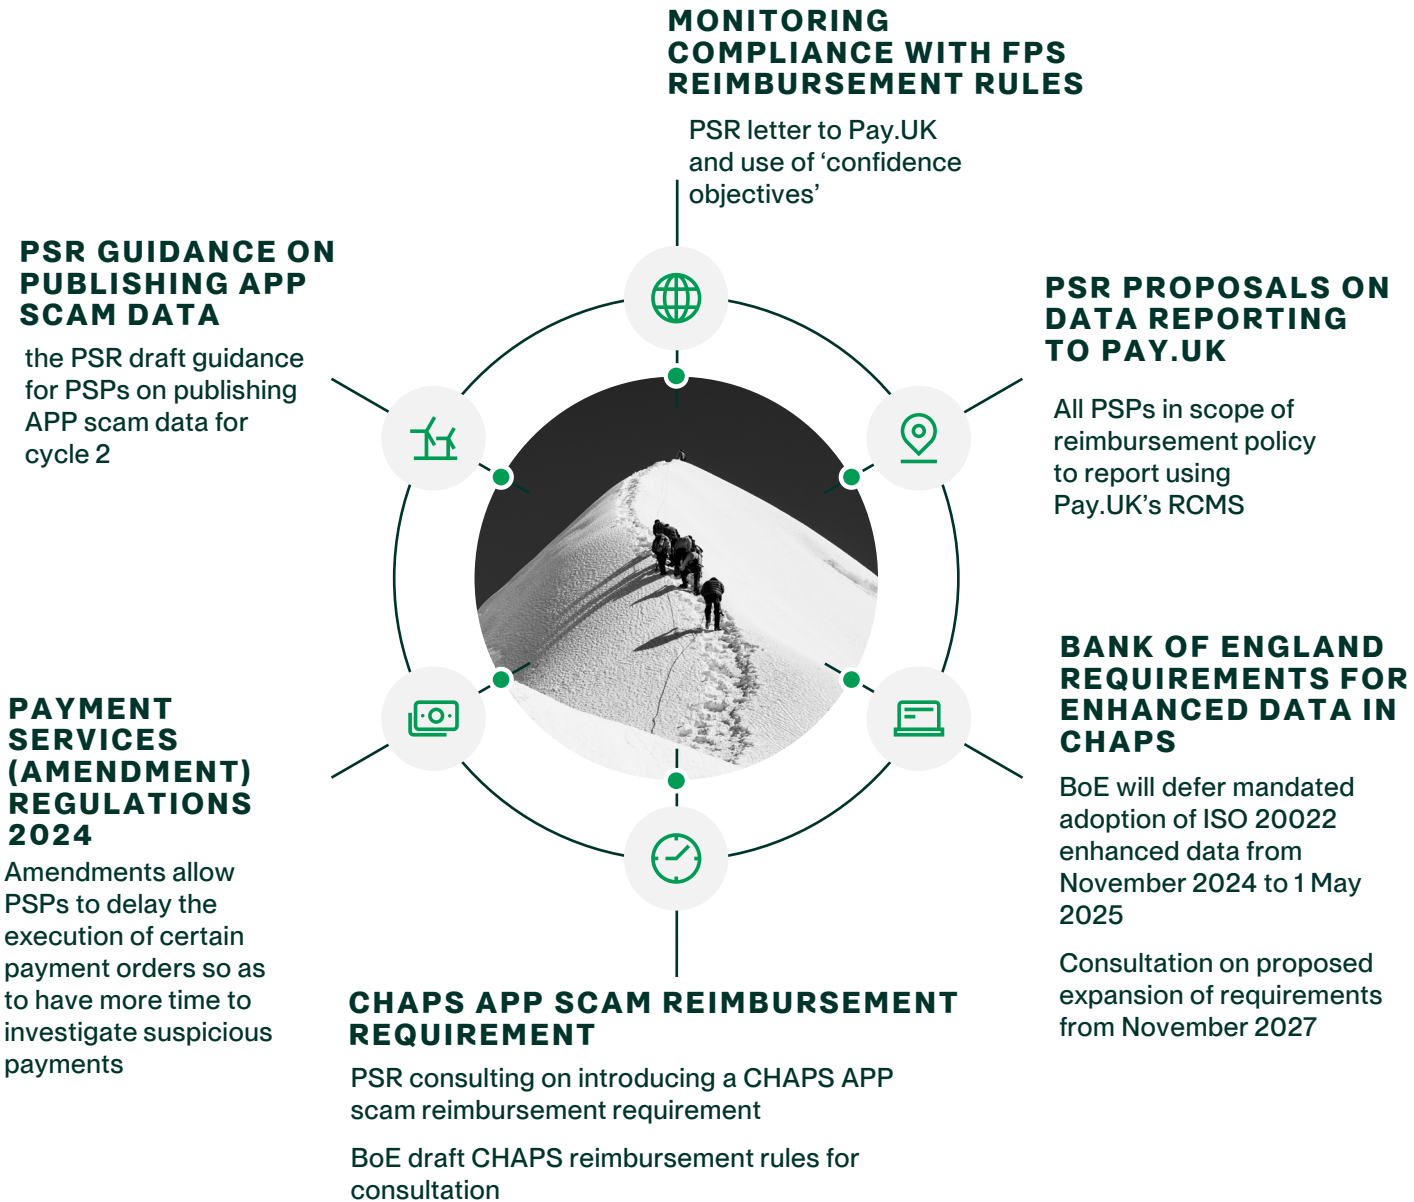 MONITORING
COMPLIANCE WITH FPS
REIMBURSEMENT RULES
PSR letter to Pay.UK
and use of ‘confidence
objectives’
PSR GUIDANCE ON
PUBLISHING APP
SCAM DATA
the PSR draft guidance
for PSPs on publishing
APP scam data for
cycle 2
PSR PROPOSALS ON
DATA REPORTING
TO PAY.UK
All PSPs in scope of
reimbursement policy
to report using
Pay.UK’s RCMS
BANK OF ENGLAND
REQUIREMENTS FOR
ENHANCED DATA IN
CHAPS
BoE will defer mandated
adoption of ISO 20022
enhanced data from
November 2024 to 1 May
2025
Consultation on proposed
expansion of requirements
from November 2027
PAYMENT
SERVICES
(AMENDMENT)
REGULATIONS
2024
Amendments allow
PSPs to delay the
execution of certain
payment orders so as
to have more time to
investigate suspicious
payments
CHAPS APP SCAM REIMBURSEMENT
REQUIREMENT
PSR consulting on introducing a CHAPS APP
scam reimbursement requirement
BoE draft CHAPS reimbursement rules for
consultation